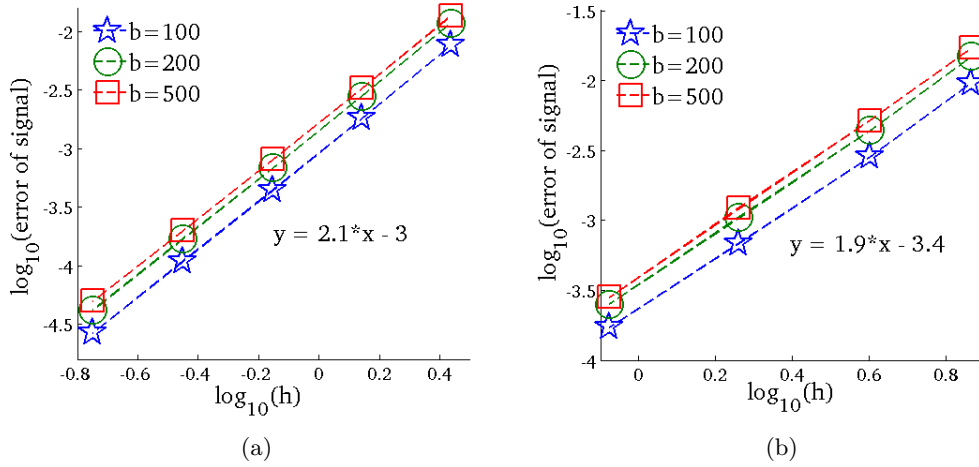 b=100
b=200
b=500
y = 2.1*x - 3
-2
-2.5
-3
-3.5
-4
-4.5
-0.8
-0.6
-0.4
-0.2
0
0.2
0.4
0.6
log10(error of signal)
log10(h)
(a)
b=100
b=200
b=500
y = 1.9*x - 3.4
-1.5
-2
-2.5
-3
-3.5
-4
0
0.2
0.4
0.6
0.8
log10(error of signal)
log10(h)
(b)